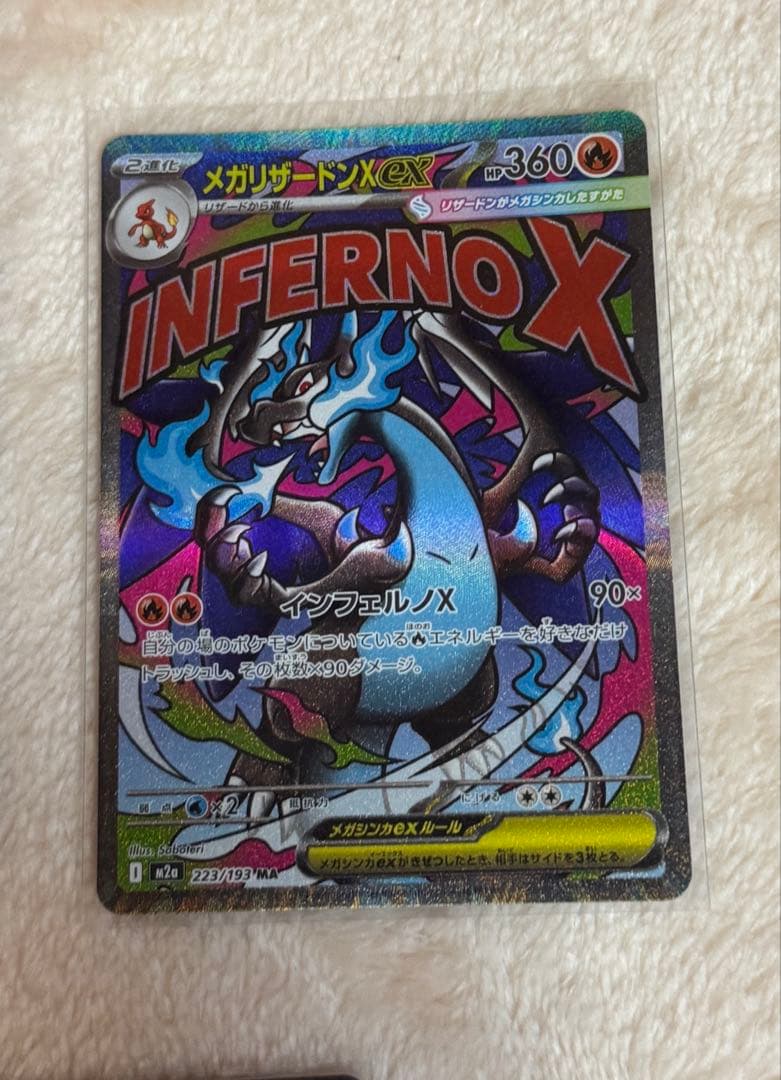 2進化
メガリザードンXex
HP360
リザードから進化
リザードンがメガシンカしたすがた
INFERNO X
インフェルノX
90×
自分の場のポケモンについているエネルギーを好きなだけ
トラッシュし、その枚数×90ダメージ。
弱点 ×2 抵抗力 にげる
メガシンカexルール
メガシンカexがきぜつしたとき、相手はサイドを3枚とる。
Illus. Saboteri
I m2a 223/193 MA